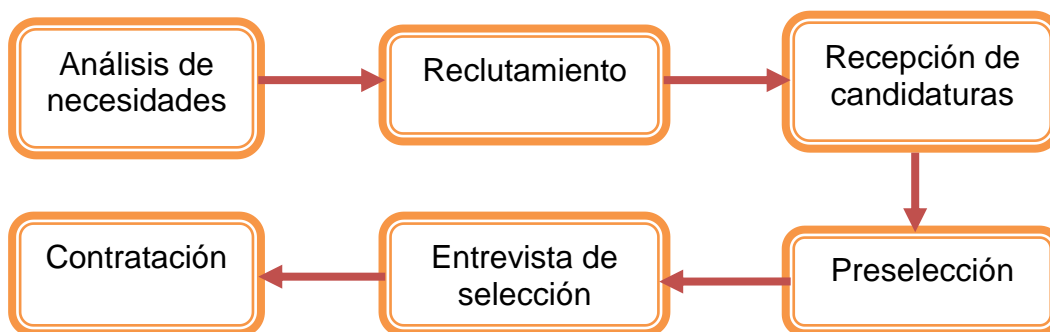 Análisis de
necesidades
Reclutamiento
Recepción de
candidaturas
Preselección
Entrevista de
selección
Contratación